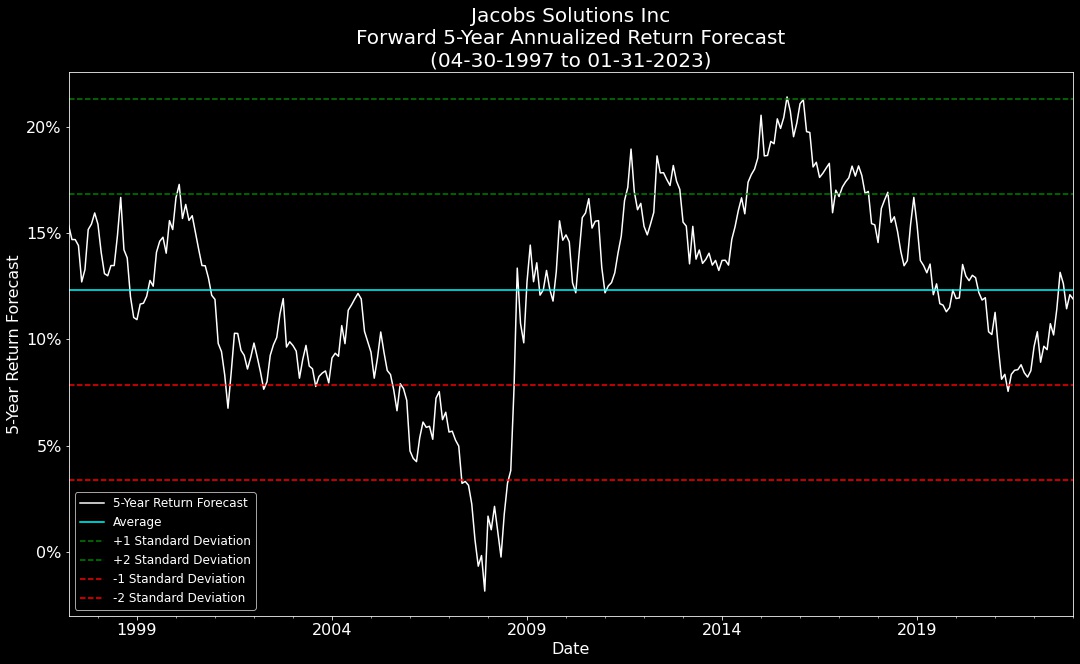 Jacobs Solutions Inc
Forward 5-Year Annualized Return Forecast
(04-30-1997 to 01-31-2023)
5-Year Return Forecast
20%
15%
10%
5%
0%
5-Year Return Forecast
Average
+1 Standard Deviation
+2 Standard Deviation
-1 Standard Deviation
-2 Standard Deviation
1999
2004
2009
2014
2019
Date